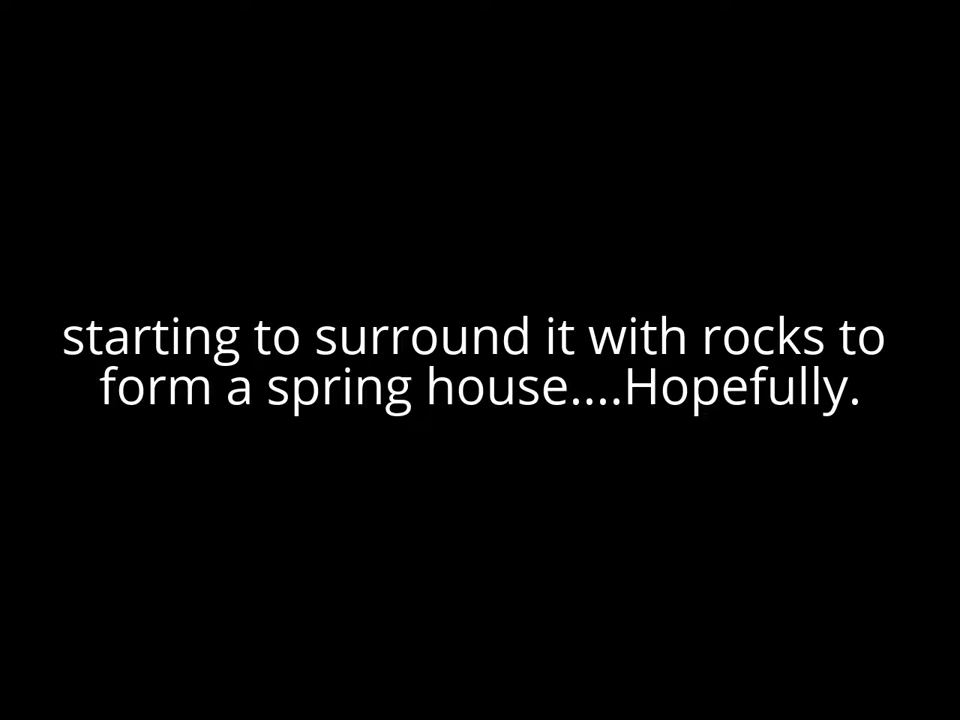 starting to surround it with rocks to
form a spring house....Hopefully.